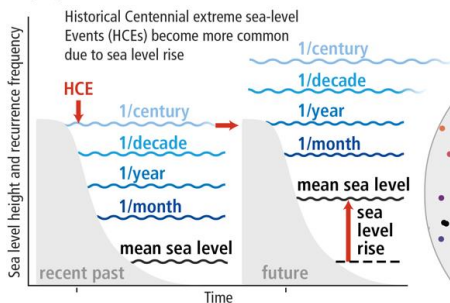 Historical Centennial extreme sea-level
Events (HCEs) become more common
due to sea level rise
Sea level height and recurrence frequency
HCE
1/century
1/decade
1/year
1/month
mean sea level
recent past
1/century
1/decade
1/year
1/month
mean sea level
sea
level
rise
future
Time